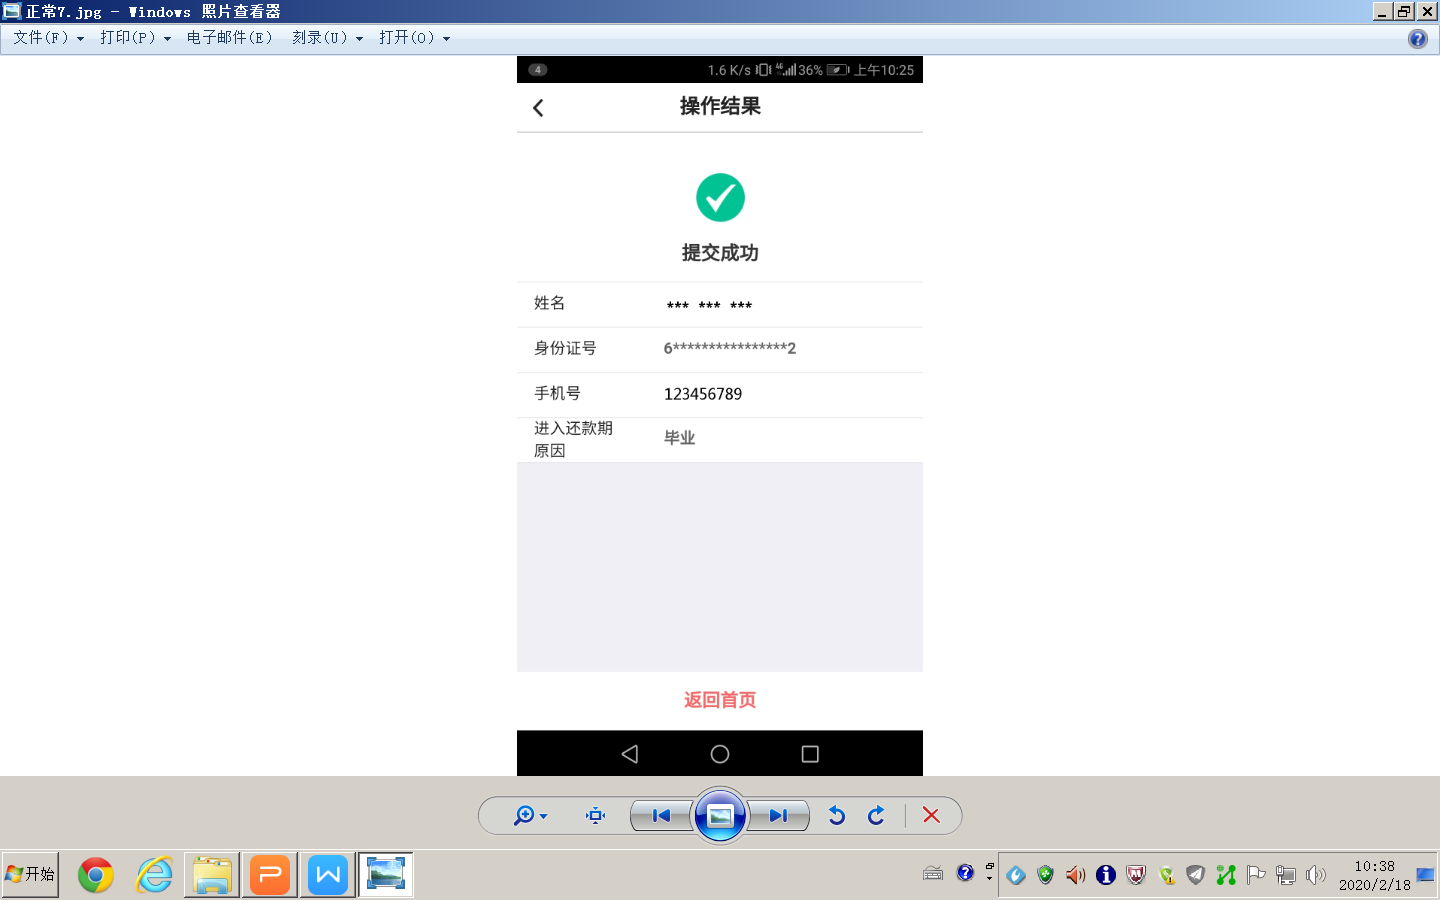 正常7.jpg - Windows 照片查看器
文件(F) 打印(P) 电子邮件(E) 刻录(U) 打开(O)
4 1.6 K/s 4G 36% 上午10:25
操作结果
提交成功
姓名 *** *** ***
身份证号 6****************2
手机号 123456789
进入还款期
原因 毕业
返回首页
开始
10:38
2020/2/18